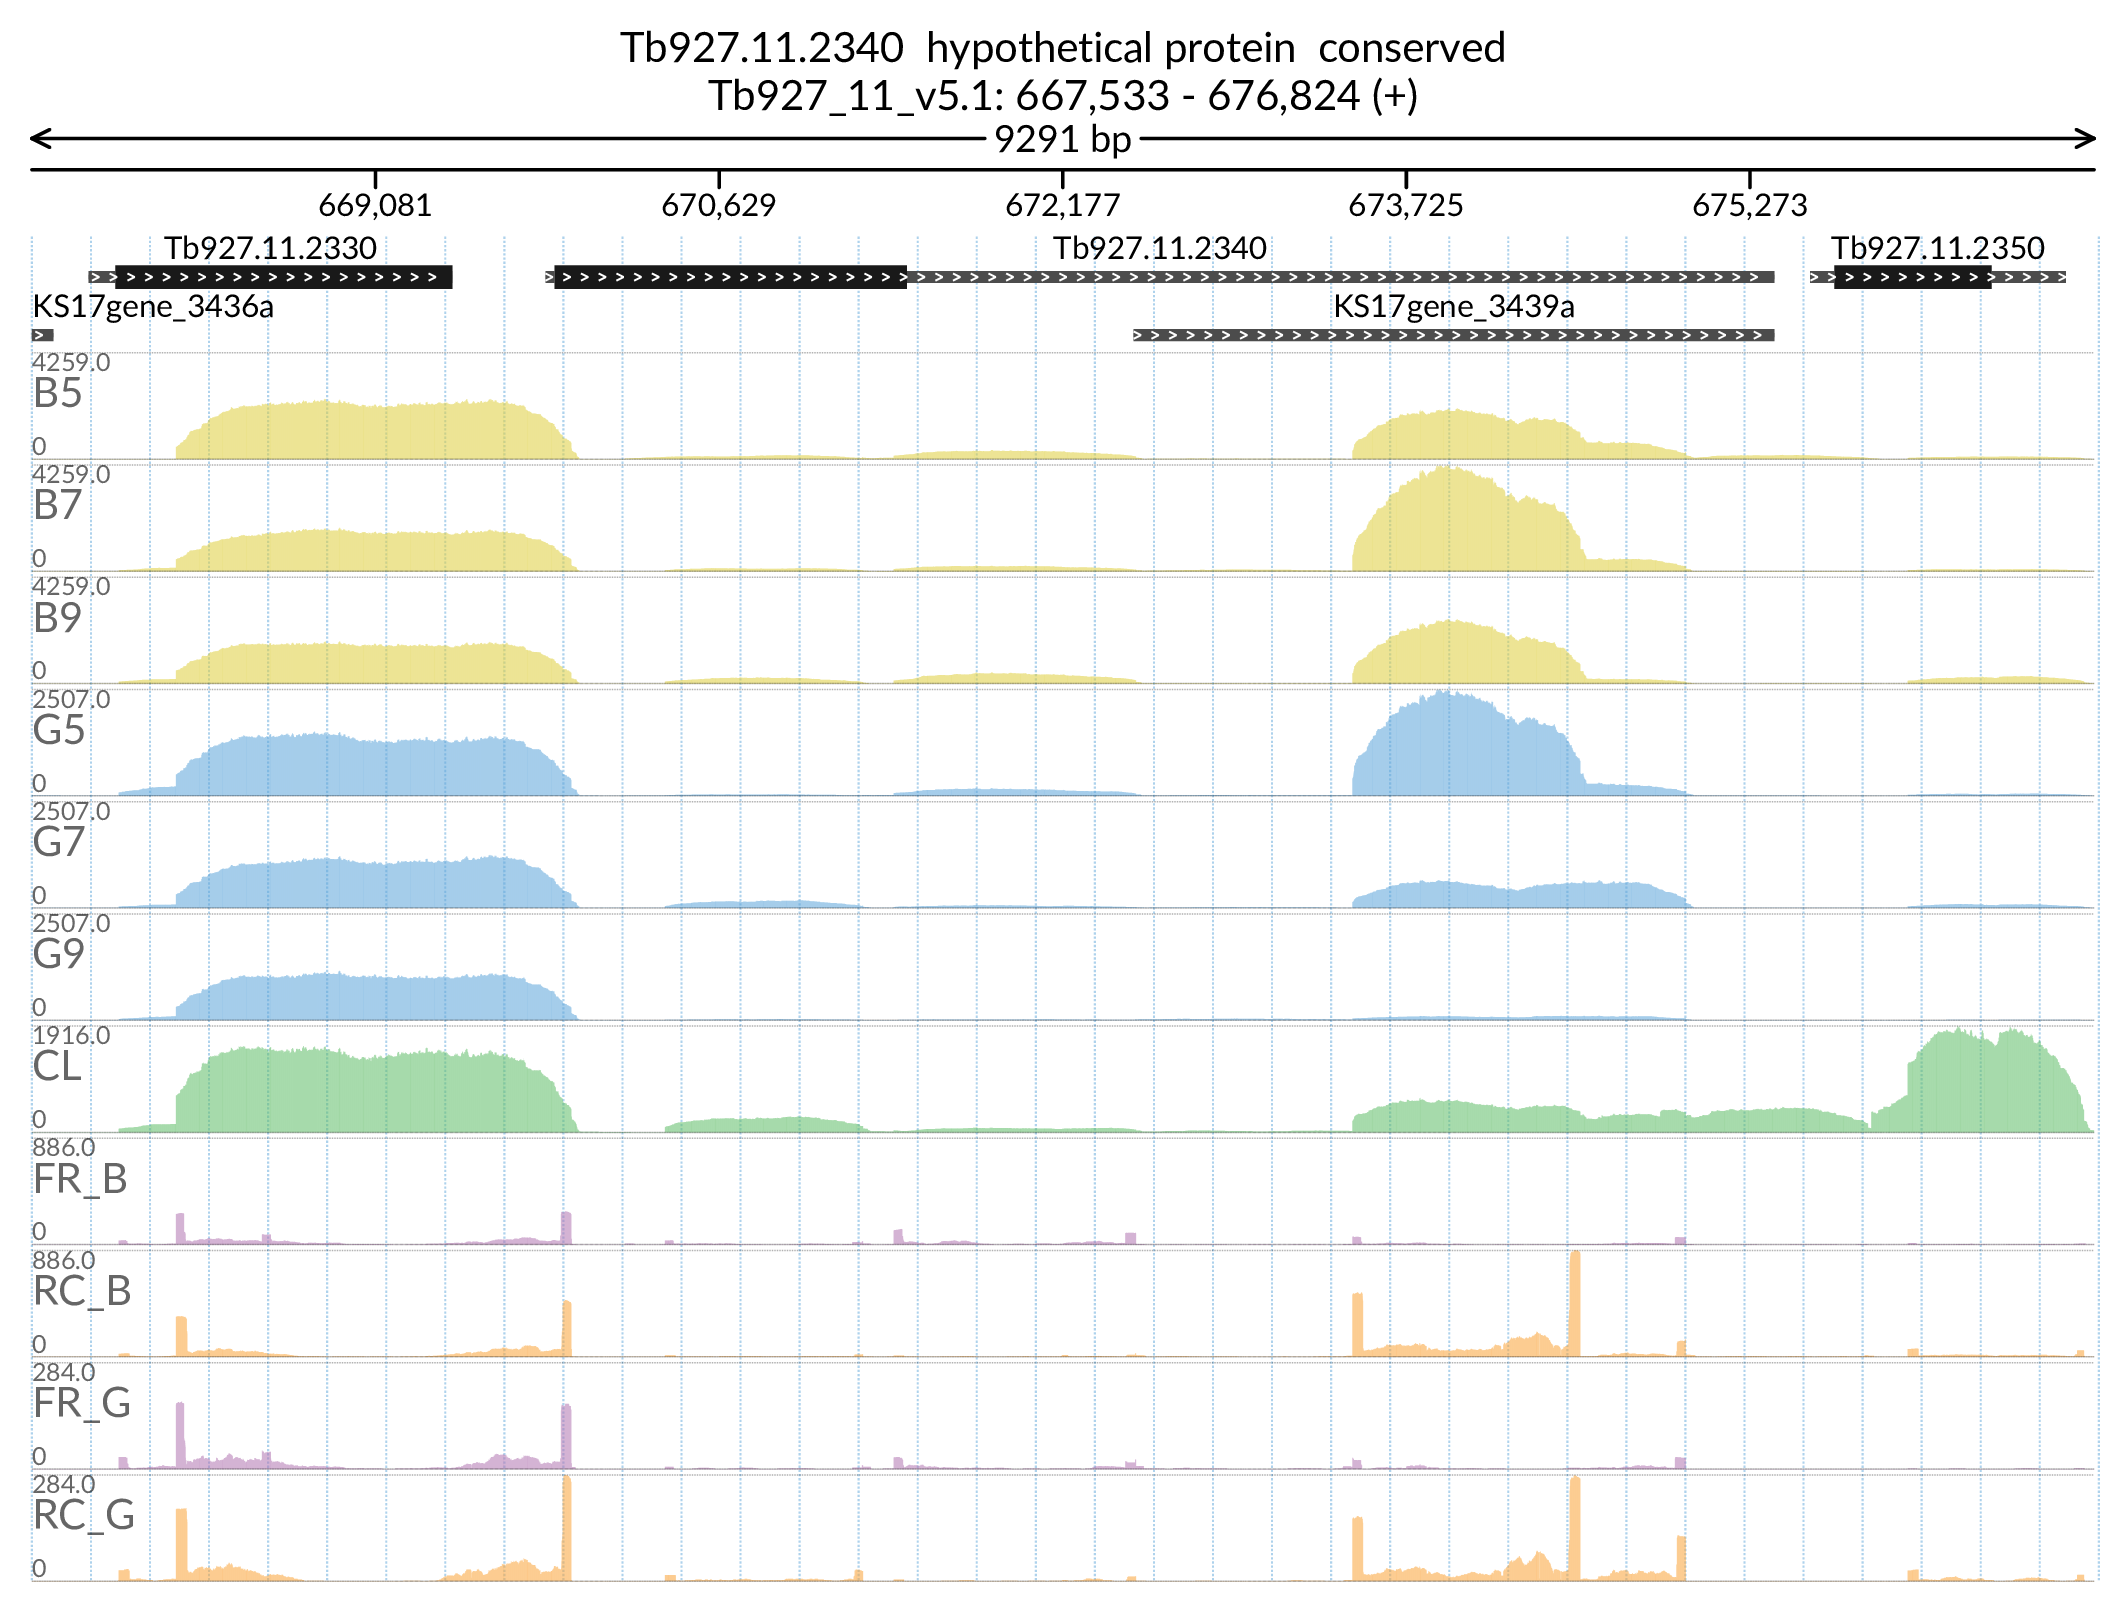 Tb927.11.2340  hypothetical protein  conserved
Tb927_11_v5.1: 667,533 - 676,824 (+)
9291 bp
669,081 670,629 672,177 673,725 675,273
Tb927.11.2330 Tb927.11.2340 Tb927.11.2350
KS17gene_3436a KS17gene_3439a
4259.0
B5
0
4259.0
B7
0
4259.0
B9
0
2507.0
G5
0
2507.0
G7
0
2507.0
G9
0
1916.0
CL
0
886.0
FR_B
0
886.0
RC_B
0
284.0
FR_G
0
284.0
RC_G
0